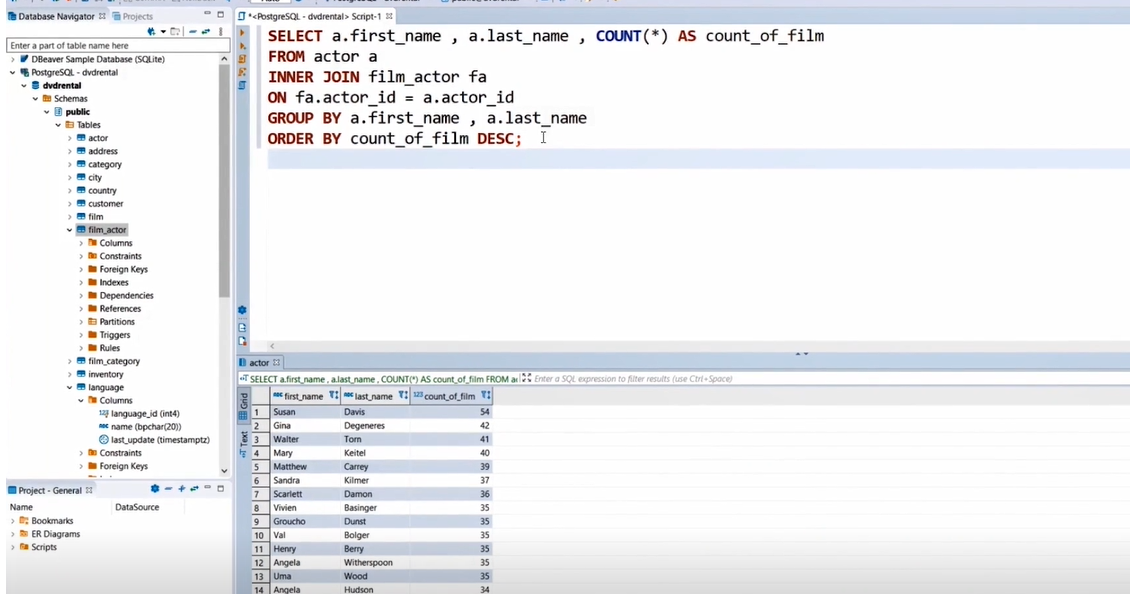 Database Navigator
Projects
Enter a part of table name here
DBeaver Sample Database (SQLite)
PostgreSQL - dvdrental
dvdrental
Schemas
public
Tables
actor
address
category
city
country
customer
film
film_actor
Columns
Constraints
Foreign Keys
Indexes
Dependencies
References
Partitions
Triggers
Rules
film_category
inventory
language
Columns
language_id (int4)
name (bpchar(20))
last_update (timestamptz)
Constraints
Foreign Keys
Project - General
Name DataSource
Bookmarks
ER Diagrams
Scripts
*<PostgreSQL - dvdrental> Script-1
SELECT a.first_name , a.last_name , COUNT(*) AS count_of_film
FROM actor a
INNER JOIN film_actor fa
ON fa.actor_id = a.actor_id
GROUP BY a.first_name , a.last_name
ORDER BY count_of_film DESC;
actor
SELECT a.first_name , a.last_name , COUNT(*) AS count_of_film FROM
Enter a SQL expression to filter results (use Ctrl+Space)
Grid
Text
first_name last_name count_of_film
1 Susan Davis 54
2 Gina Degeneres 42
3 Walter Torn 41
4 Mary Keitel 40
5 Matthew Carrey 39
6 Sandra Kilmer 37
7 Scarlett Damon 36
8 Vivien Basinger 35
9 Groucho Dunst 35
10 Val Bolger 35
11 Henry Berry 35
12 Angela Witherspoon 35
13 Uma Wood 35
14 Angela Hudson 34